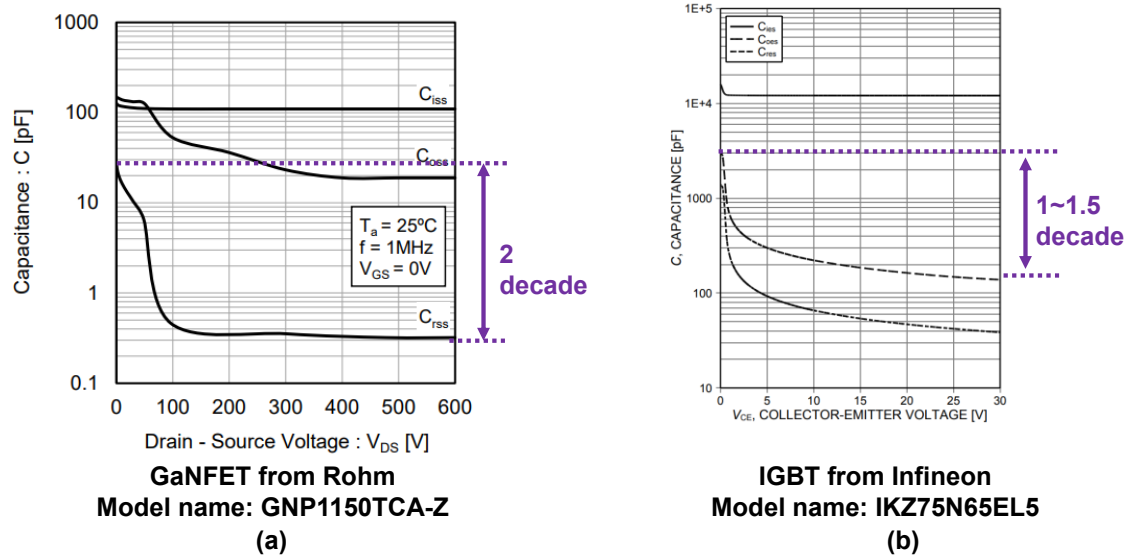 1000
100
10
1
0.1
Capacitance : C [pF]
Ciss
Coss
Crss
Ta = 25ºC
f = 1MHz
VGS = 0V
2
decade
0 100 200 300 400 500 600
Drain - Source Voltage : VDS [V]
GaNFET from Rohm
Model name: GNP1150TCA-Z
(a)
1E+5
1E+4
1000
100
10
C, CAPACITANCE [pF]
Cies
Coes
Cres
1~1.5
decade
0 5 10 15 20 25 30
VCE, COLLECTOR-EMITTER VOLTAGE [V]
IGBT from Infineon
Model name: IKZ75N65EL5
(b)